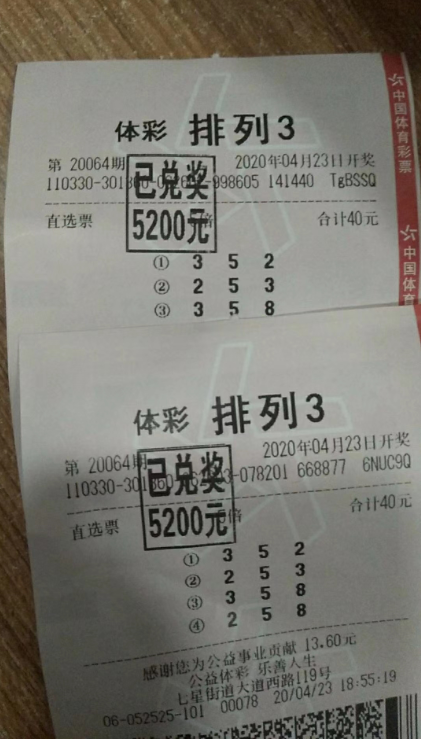 体彩 排列3
第 20064期 2020年04月23日开奖
110330-301360- -998605 141440 TgBSSQ
已兑奖
5200元
直选票 倍 合计40元
① 3 5 2
② 2 5 3
③ 3 5 8
中国体育彩票
中国体育
体彩 排列3
第 20064期 2020年04月23日开奖
110330-301360- -078201 668877 6NUC9Q
已兑奖
5200元
直选票 倍 合计40元
① 3 5 2
② 2 5 3
③ 3 5 8
④ 2 5 8
感谢您为公益事业贡献 13.60元
公益体彩 乐善人生
七星街道大道西路119号
06-052525-101 00078 20/04/23 18:55:19